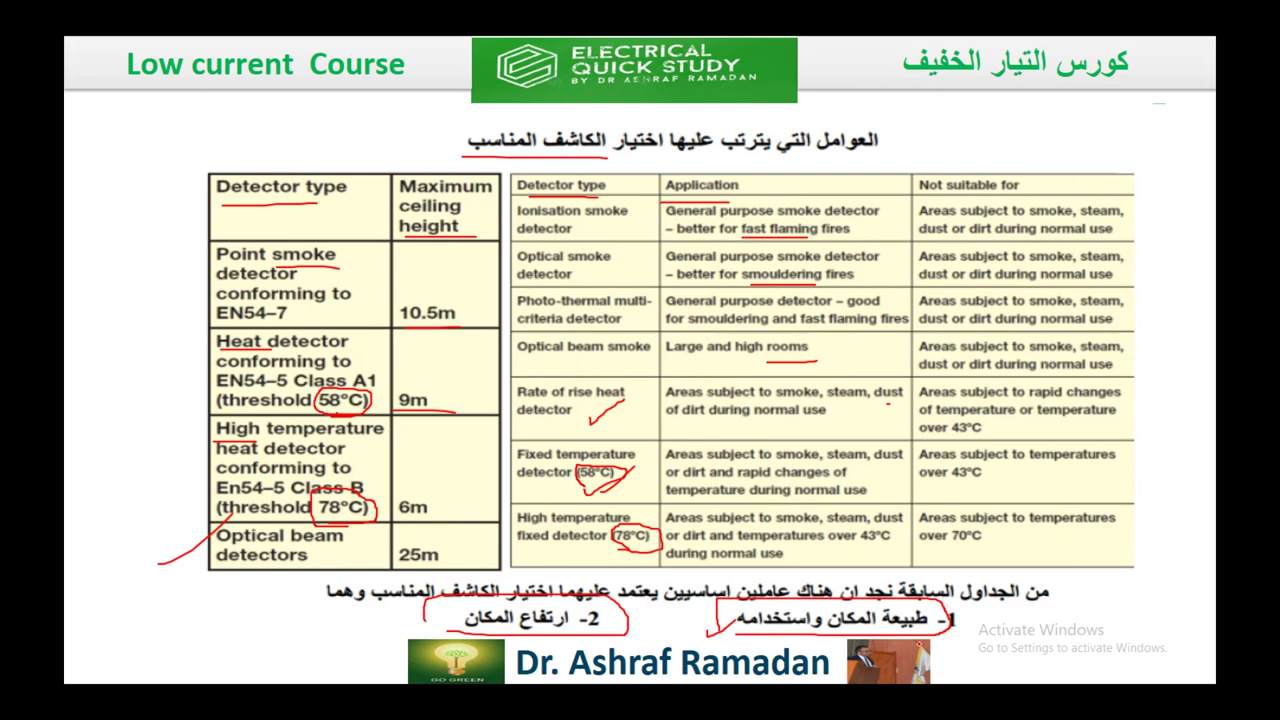 Low current Course
ELECTRICAL
QUICK STUDY
BY DR ASHRAF RAMADAN
كورس التيار الخفيف
العوامل التي يترتب عليها اختيار الكاشف المناسب
Detector type
Maximum
ceiling
height
Point smoke
detector
conforming to
EN54–7
10.5m
Heat detector
conforming to
EN54–5 Class A1
(threshold 58°C)
9m
High temperature
heat detector
conforming to
En54–5 Class B
(threshold 78°C)
6m
Optical beam
detectors
25m
Detector type
Application
Not suitable for
Ionisation smoke
detector
General purpose smoke detector
– better for fast flaming fires
Areas subject to smoke, steam,
dust or dirt during normal use
Optical smoke
detector
General purpose smoke detector
– better for smouldering fires
Areas subject to smoke, steam,
dust or dirt during normal use
Photo-thermal multi-
criteria detector
General purpose detector – good
for smouldering and fast flaming fires
Areas subject to smoke, steam,
dust or dirt during normal use
Optical beam smoke
Large and high rooms
Areas subject to smoke, steam,
dust or dirt during normal use
Rate of rise heat
detector
Areas subject to smoke, steam, dust
of dirt during normal use
Areas subject to rapid changes
of temperature or temperature
over 43°C
Fixed temperature
detector (58°C)
Areas subject to smoke, steam, dust
or dirt and rapid changes of
temperature during normal use
Areas subject to temperatures
over 43°C
High temperature
fixed detector (78°C)
Areas subject to smoke, steam, dust
or dirt and temperatures over 43°C
during normal use
Areas subject to temperatures
over 70°C
من الجداول السابقة نجد ان هناك عاملين اساسيين يعتمد عليهما اختيار الكاشف المناسب وهما
1- طبيعة المكان واستخدامه
2- ارتفاع المكان
Activate Windows
Go to Settings to activate Windows.
GO GREEN
Dr. Ashraf Ramadan